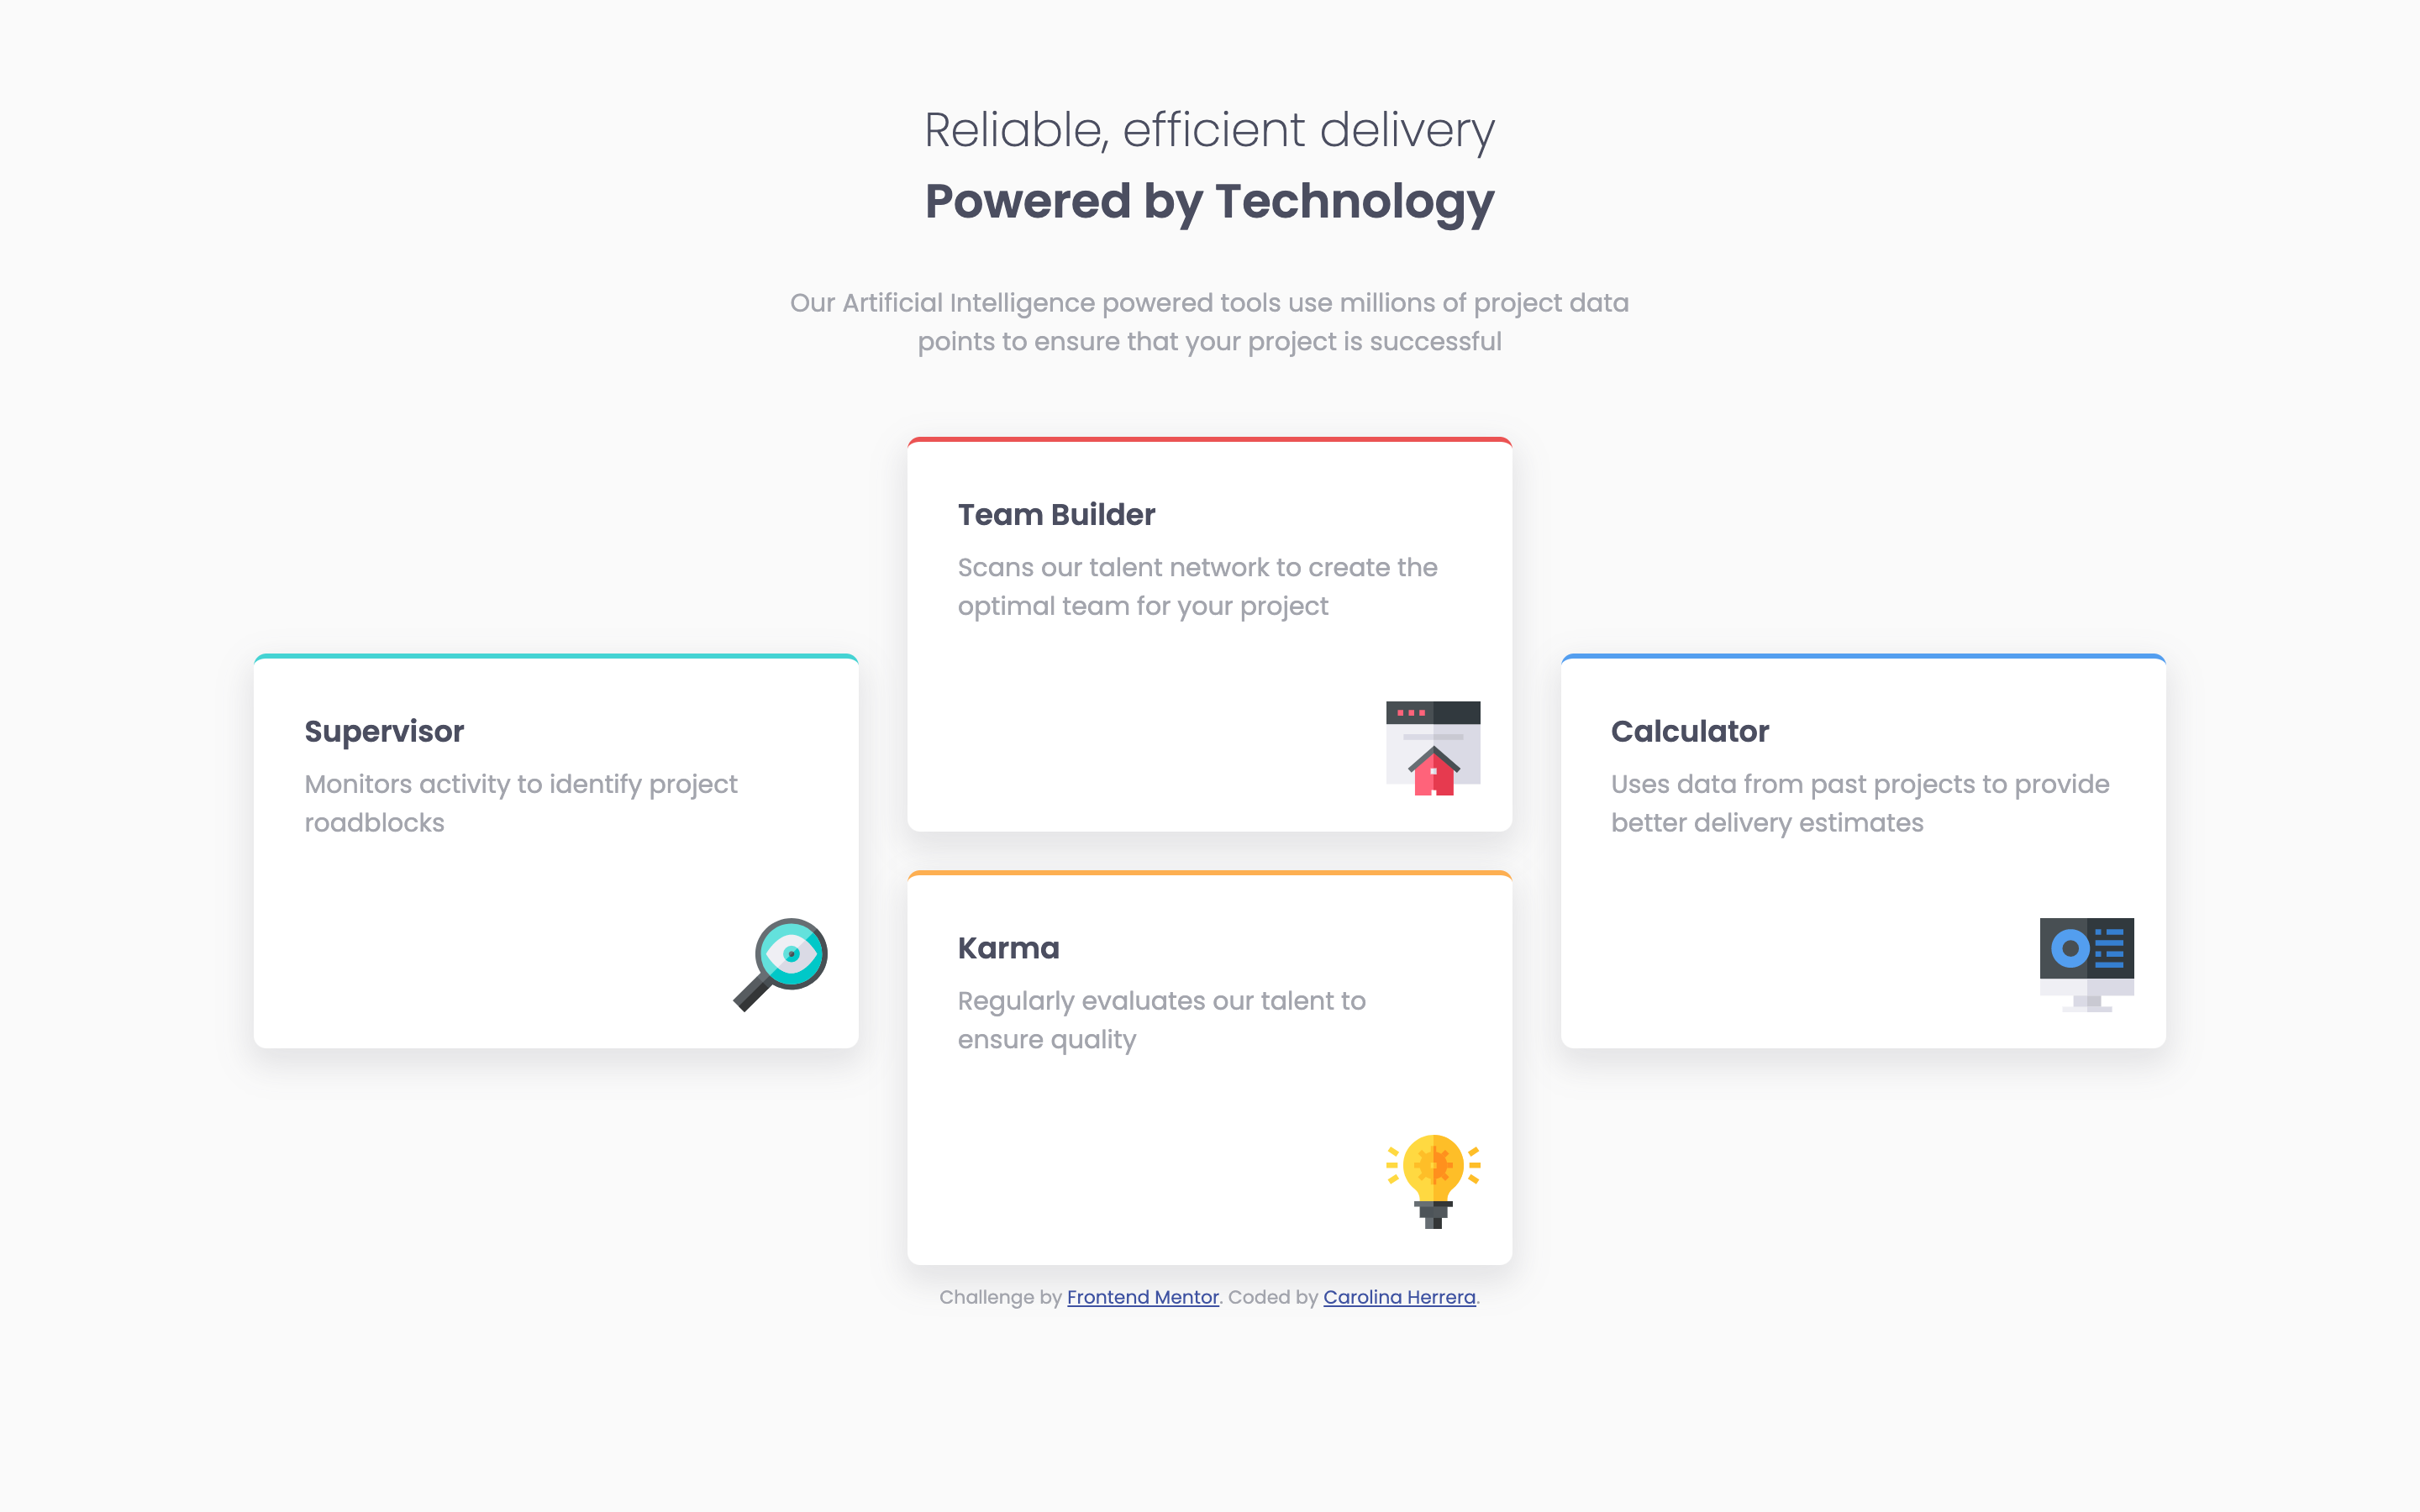 Reliable, efficient delivery
Powered by Technology
Our Artificial Intelligence powered tools use millions of project data
points to ensure that your project is successful
Supervisor
Monitors activity to identify project
roadblocks
Team Builder
Scans our talent network to create the
optimal team for your project
Karma
Regularly evaluates our talent to
ensure quality
Calculator
Uses data from past projects to provide
better delivery estimates
Challenge by Frontend Mentor. Coded by Carolina Herrera.